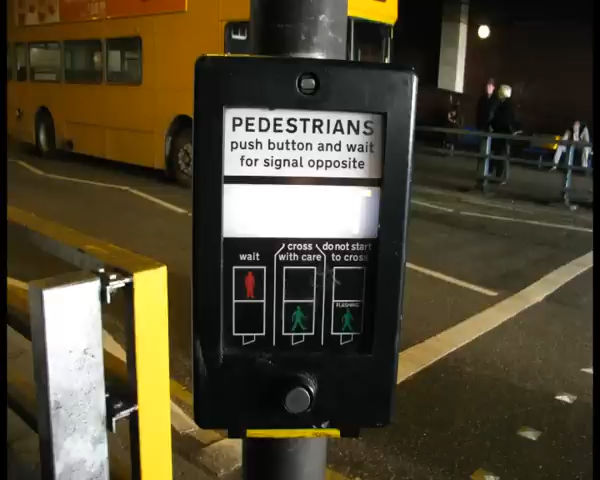 PEDESTRIANS
push button and wait
for signal opposite
wait
cross
with care
do not start
to cross
FLASHING